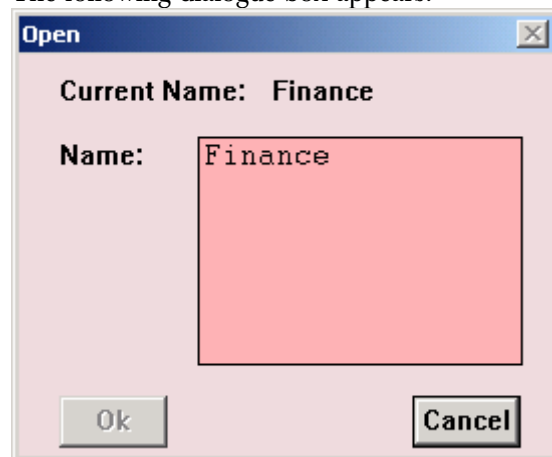 The following dialogue box appears.
Open
Current Name: Finance
Name: Finance
Ok Cancel